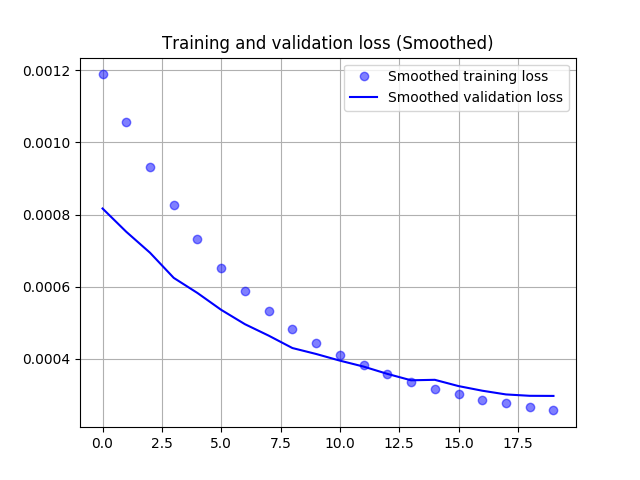 Training and validation loss (Smoothed)
Smoothed training loss
Smoothed validation loss
0.0012
0.0010
0.0008
0.0006
0.0004
0.0 2.5 5.0 7.5 10.0 12.5 15.0 17.5